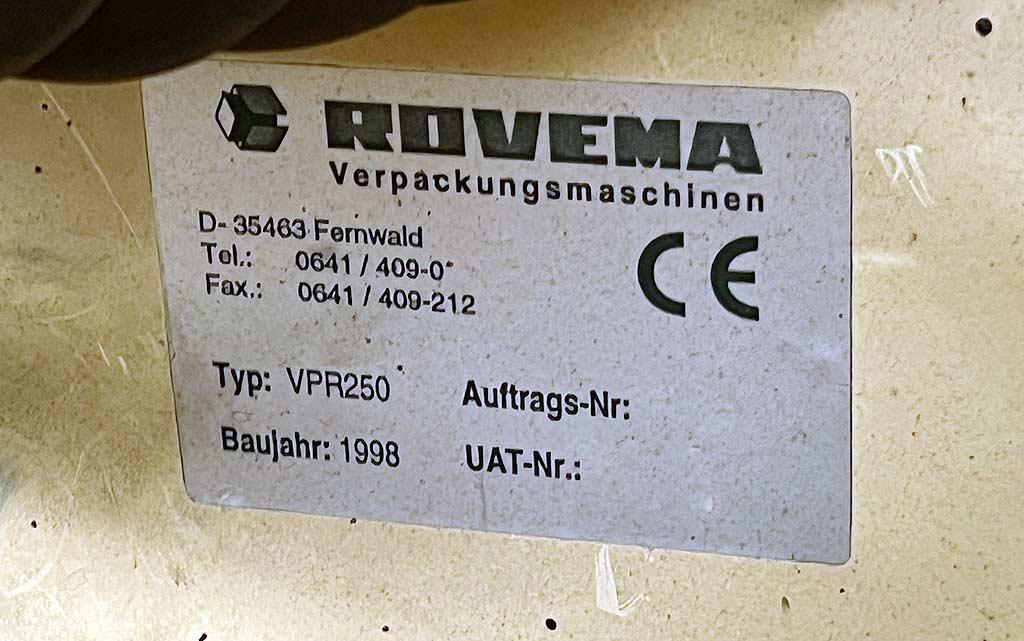 ROVEMA
Verpackungsmaschinen
D- 35463 Fernwald
Tel.: 0641 / 409-0
Fax.: 0641 / 409-212
CE
Typ: VPR250 Auftrags-Nr:
Baujahr: 1998 UAT-Nr.: